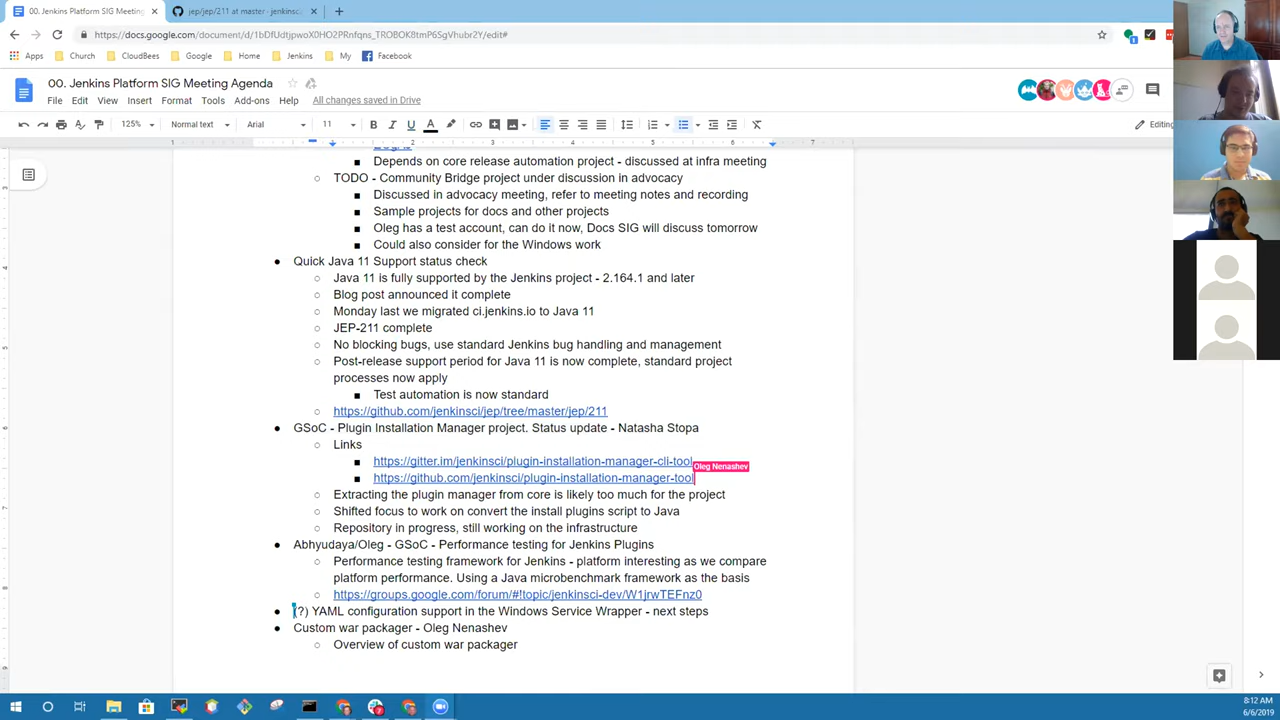 00. Jenkins Platform SIG Meeting
jep/jep/211 at master · jenkinsc
https://docs.google.com/document/d/1bDfUdtjpwoX0HO2PRnfqns_TROBOK8tmP6SgVhubr2Y/edit#
Church CloudBees Google Home Jenkins My Facebook
00. Jenkins Platform SIG Meeting Agenda
File Edit View Insert Format Tools Add-ons Help All changes saved in Drive
125% Normal text Arial 11 B I U A Editing
1 1 2 3 4 5 6 7
Depends on core release automation project - discussed at infra meeting
TODO - Community Bridge project under discussion in advocacy
Discussed in advocacy meeting, refer to meeting notes and recording
Sample projects for docs and other projects
Oleg has a test account, can do it now, Docs SIG will discuss tomorrow
Could also consider for the Windows work
Quick Java 11 Support status check
Java 11 is fully supported by the Jenkins project - 2.164.1 and later
Blog post announced it complete
Monday last we migrated ci.jenkins.io to Java 11
JEP-211 complete
No blocking bugs, use standard Jenkins bug handling and management
Post-release support period for Java 11 is now complete, standard project
processes now apply
Test automation is now standard
https://github.com/jenkinsci/jep/tree/master/jep/211
GSoC - Plugin Installation Manager project. Status update - Natasha Stopa
Links
https://gitter.im/jenkinsci/plugin-installation-manager-cli-tool
Oleg Nenashev
https://github.com/jenkinsci/plugin-installation-manager-tool
Extracting the plugin manager from core is likely too much for the project
Shifted focus to work on convert the install plugins script to Java
Repository in progress, still working on the infrastructure
Abhyudaya/Oleg - GSoC - Performance testing for Jenkins Plugins
Performance testing framework for Jenkins - platform interesting as we compare
platform performance. Using a Java microbenchmark framework as the basis
https://groups.google.com/forum/#!topic/jenkinsci-dev/W1jrwTEFnz0
(?) YAML configuration support in the Windows Service Wrapper - next steps
Custom war packager - Oleg Nenashev
Overview of custom war packager
8:12 AM
6/6/2019